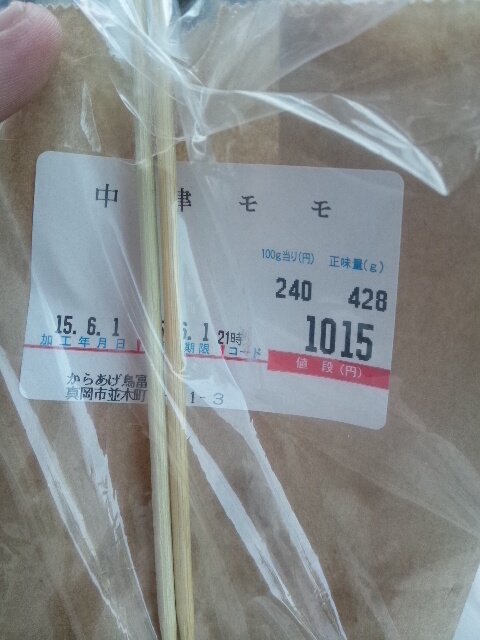 中 津 モ モ
100g当り(円) 正味量(g)
240 428
15.6.1 6.1 21時 1015
加工年月日 期限 コード 値段(円)
からあげ鳥富
真岡市並木町 1-3